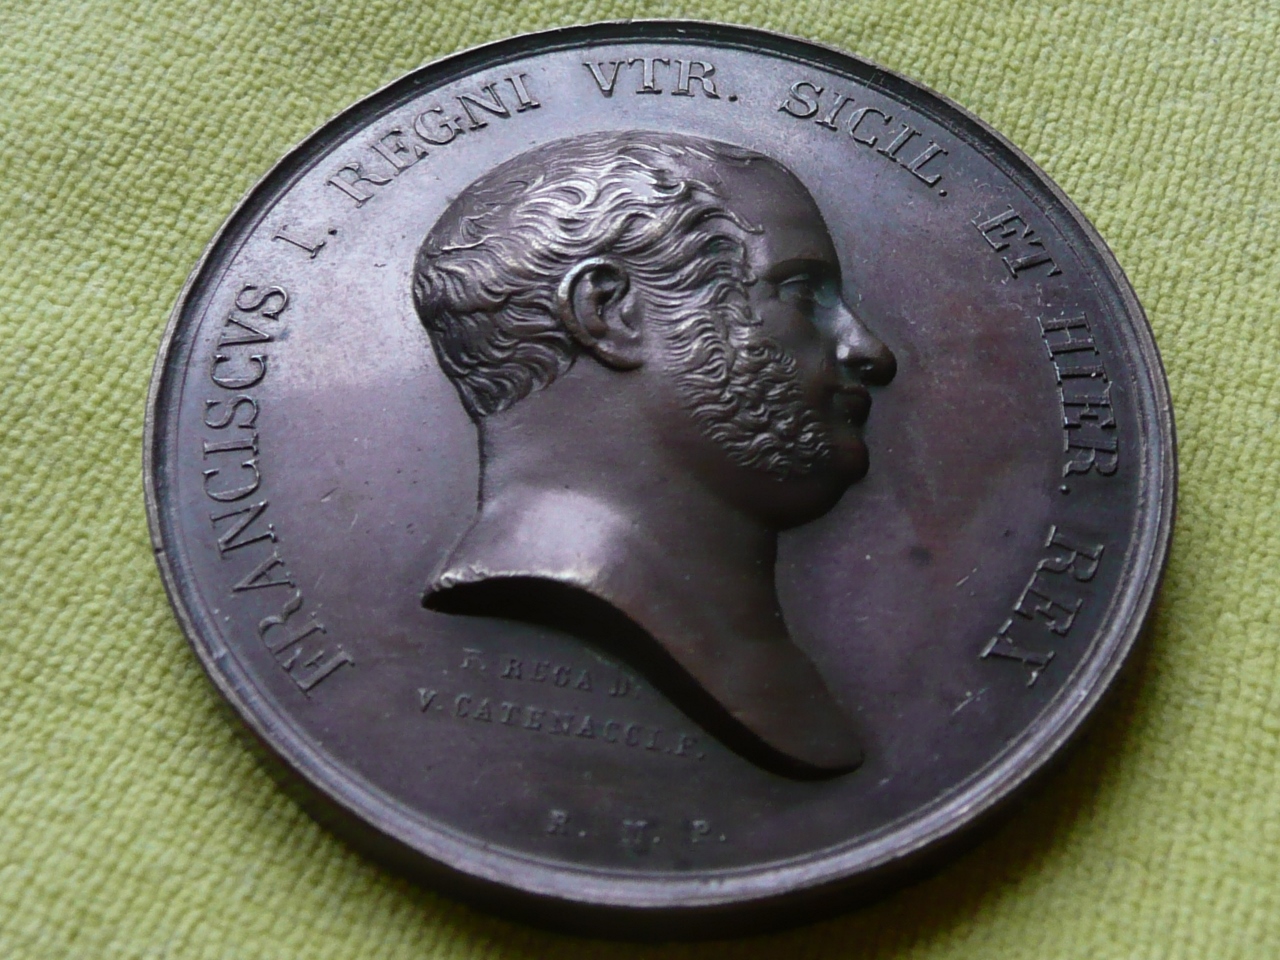 FRANCISCVS I. REGNI VTR. SICIL. ET HIER. REX
F. REGA D.
V. CATENACCI. F.
R. M. P.